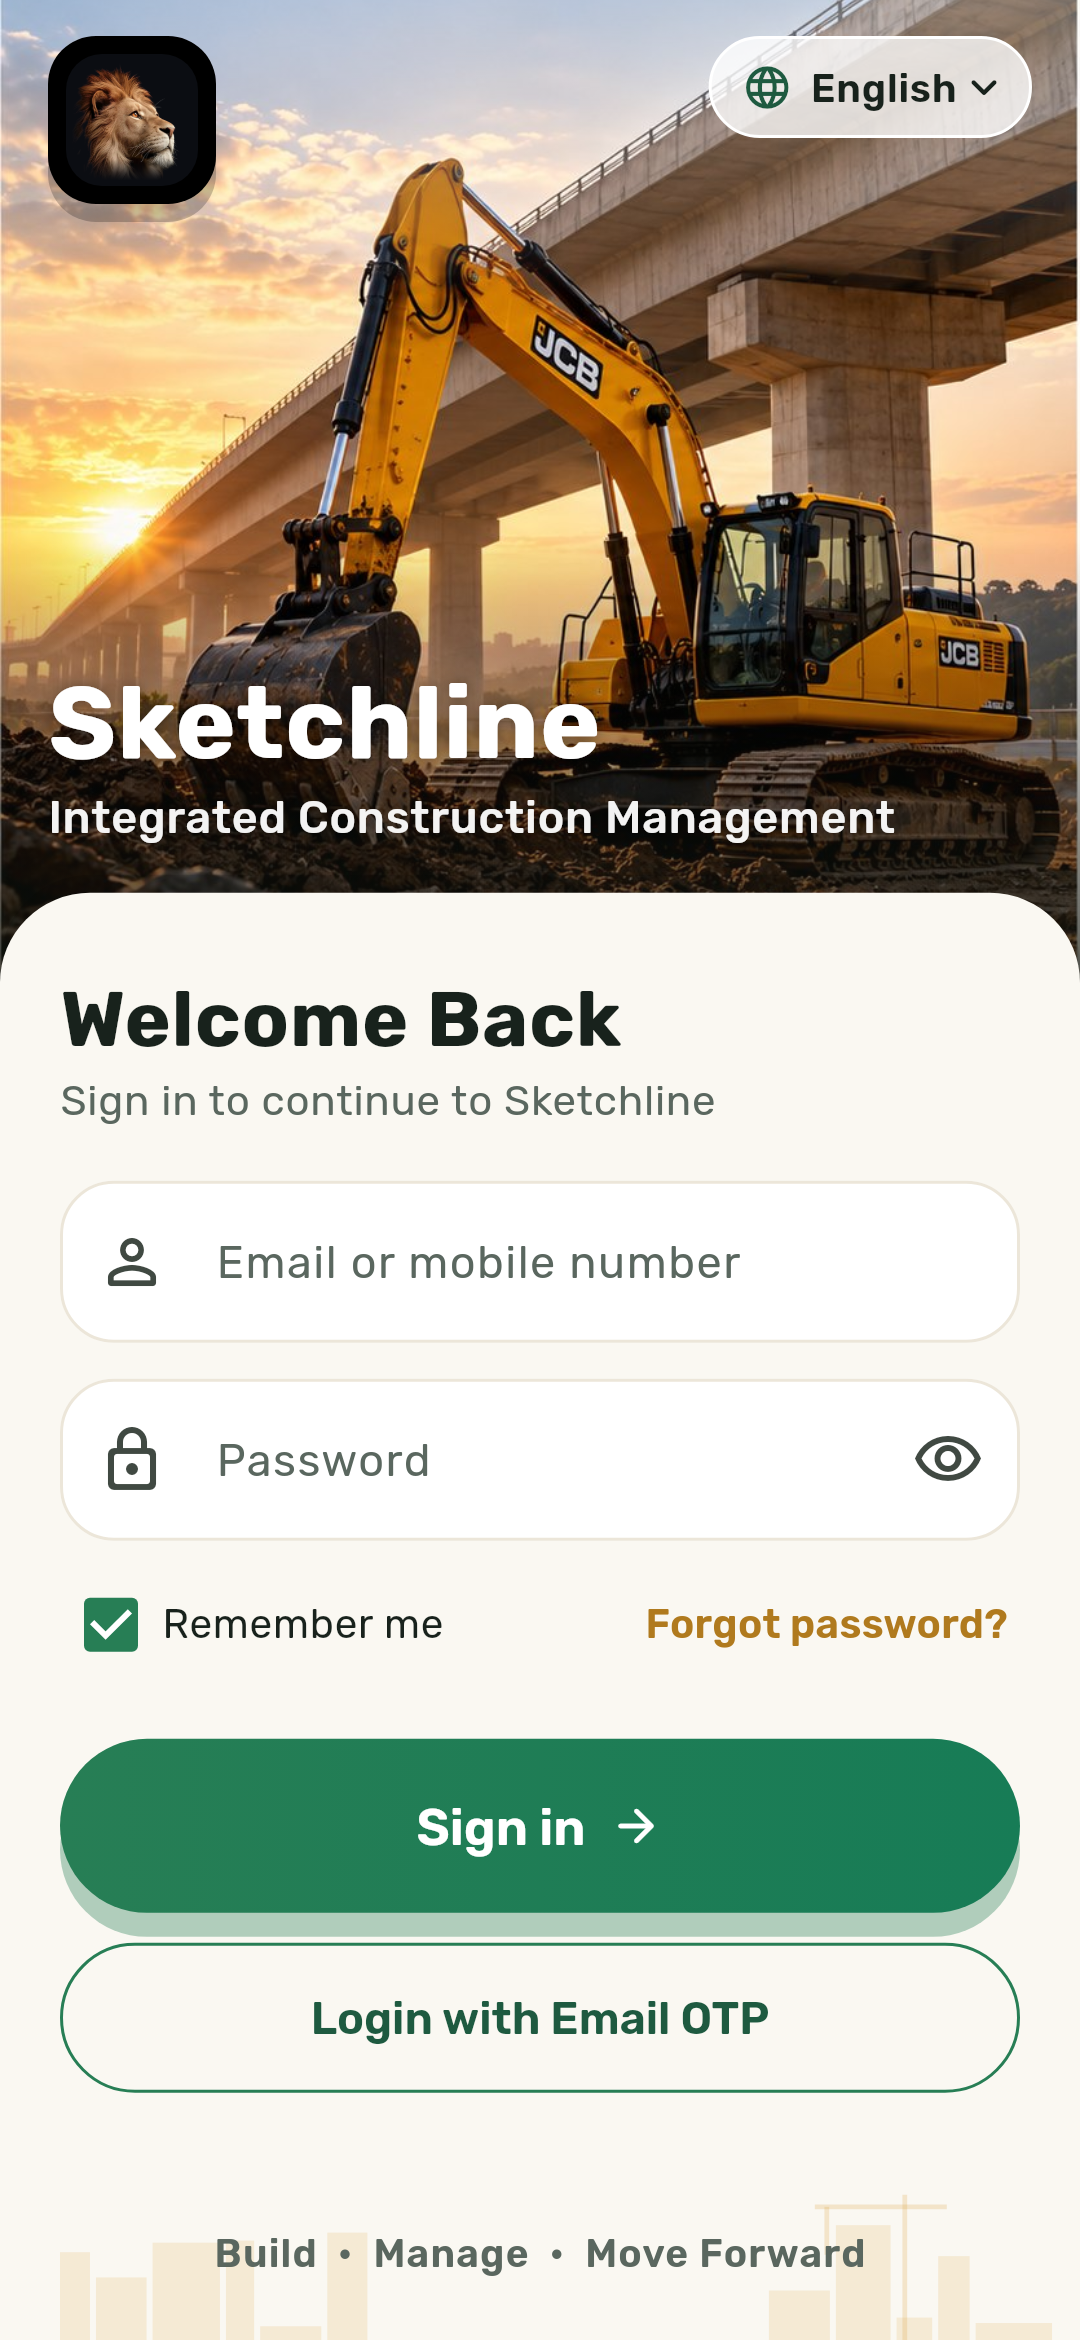 English
JCB
JCB
Sketchline
Integrated Construction Management
Welcome Back
Sign in to continue to Sketchline
Email or mobile number
Password
Remember me
Forgot password?
Sign in
Login with Email OTP
Build • Manage • Move Forward